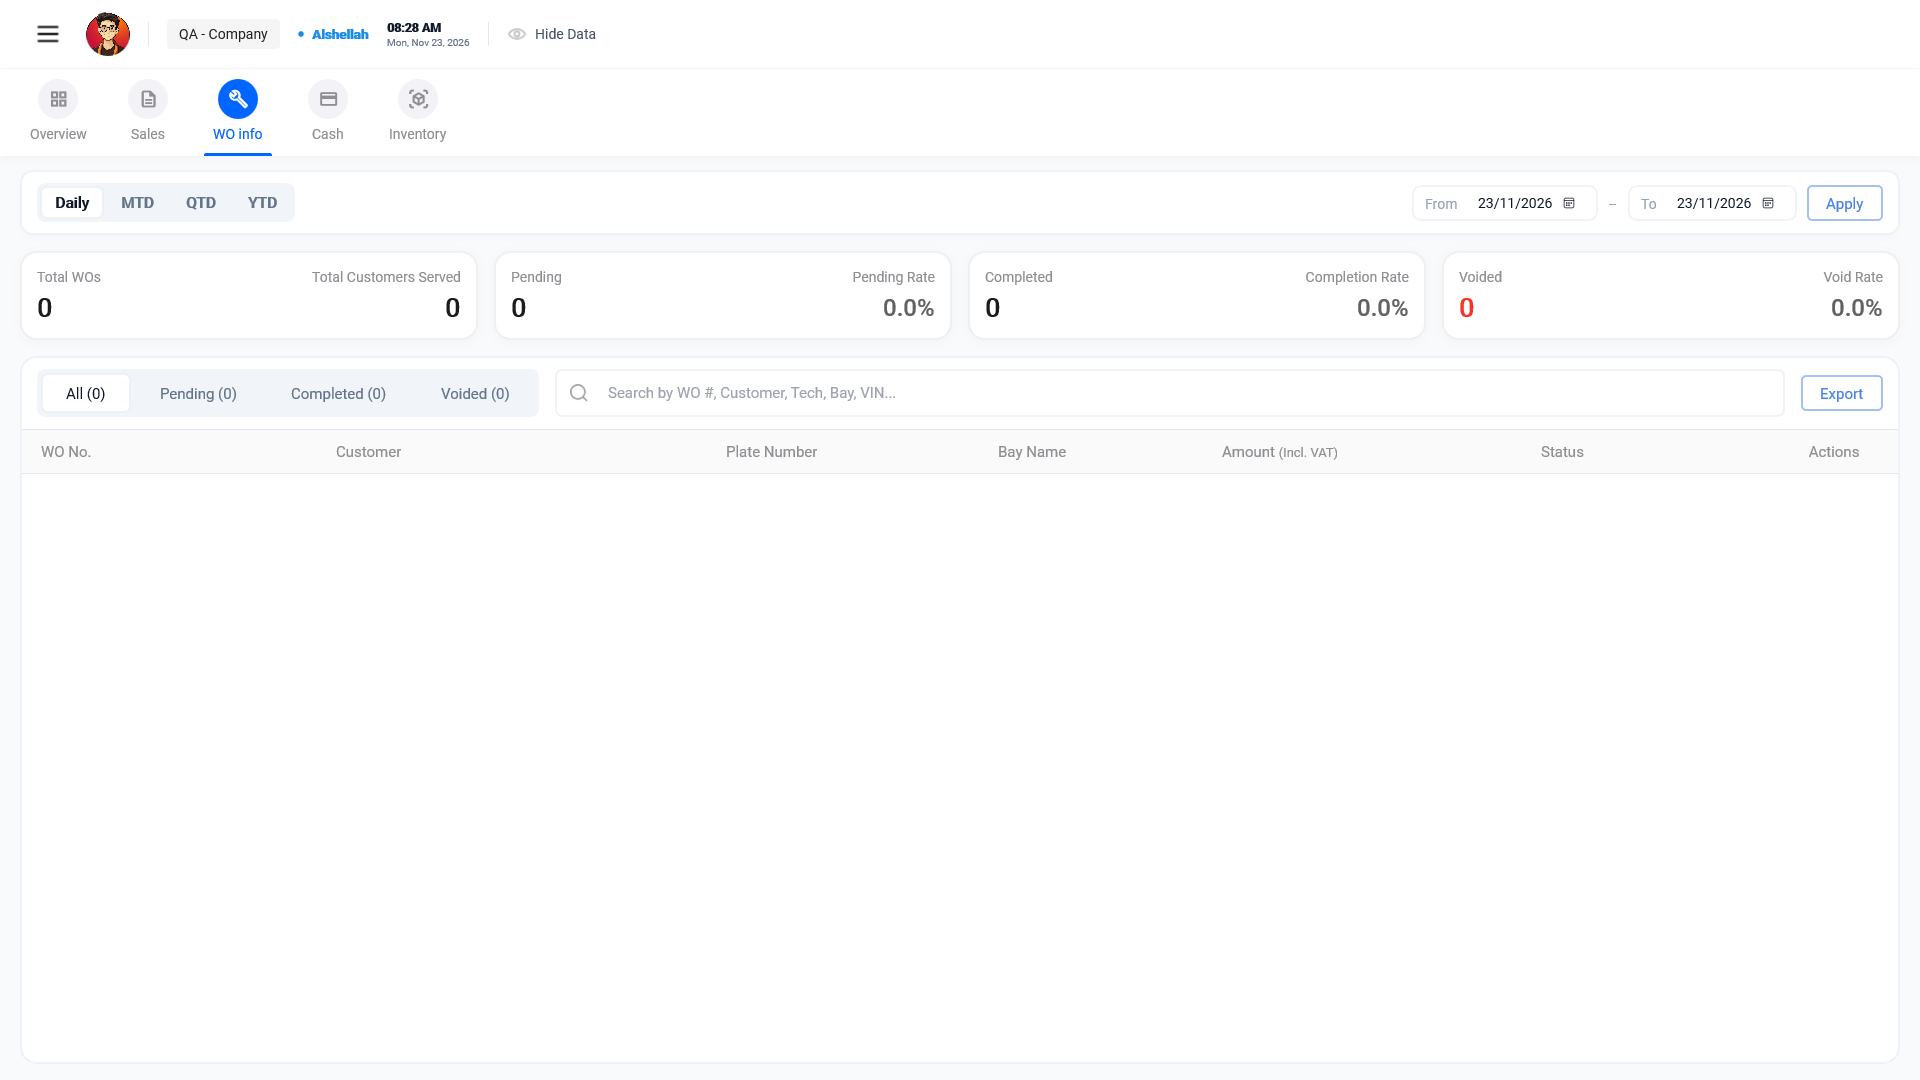 QA - Company
Alshellah
08:28 AM
Mon, Nov 23, 2026
Hide Data
Overview
Sales
WO info
Cash
Inventory
Daily
MTD
QTD
YTD
From 23/11/2026
–
To 23/11/2026
Apply
Total WOs
Total Customers Served
0
0
Pending
Pending Rate
0
0.0%
Completed
Completion Rate
0
0.0%
Voided
Void Rate
0
0.0%
All (0)
Pending (0)
Completed (0)
Voided (0)
Search by WO #, Customer, Tech, Bay, VIN...
Export
WO No.
Customer
Plate Number
Bay Name
Amount (Incl. VAT)
Status
Actions